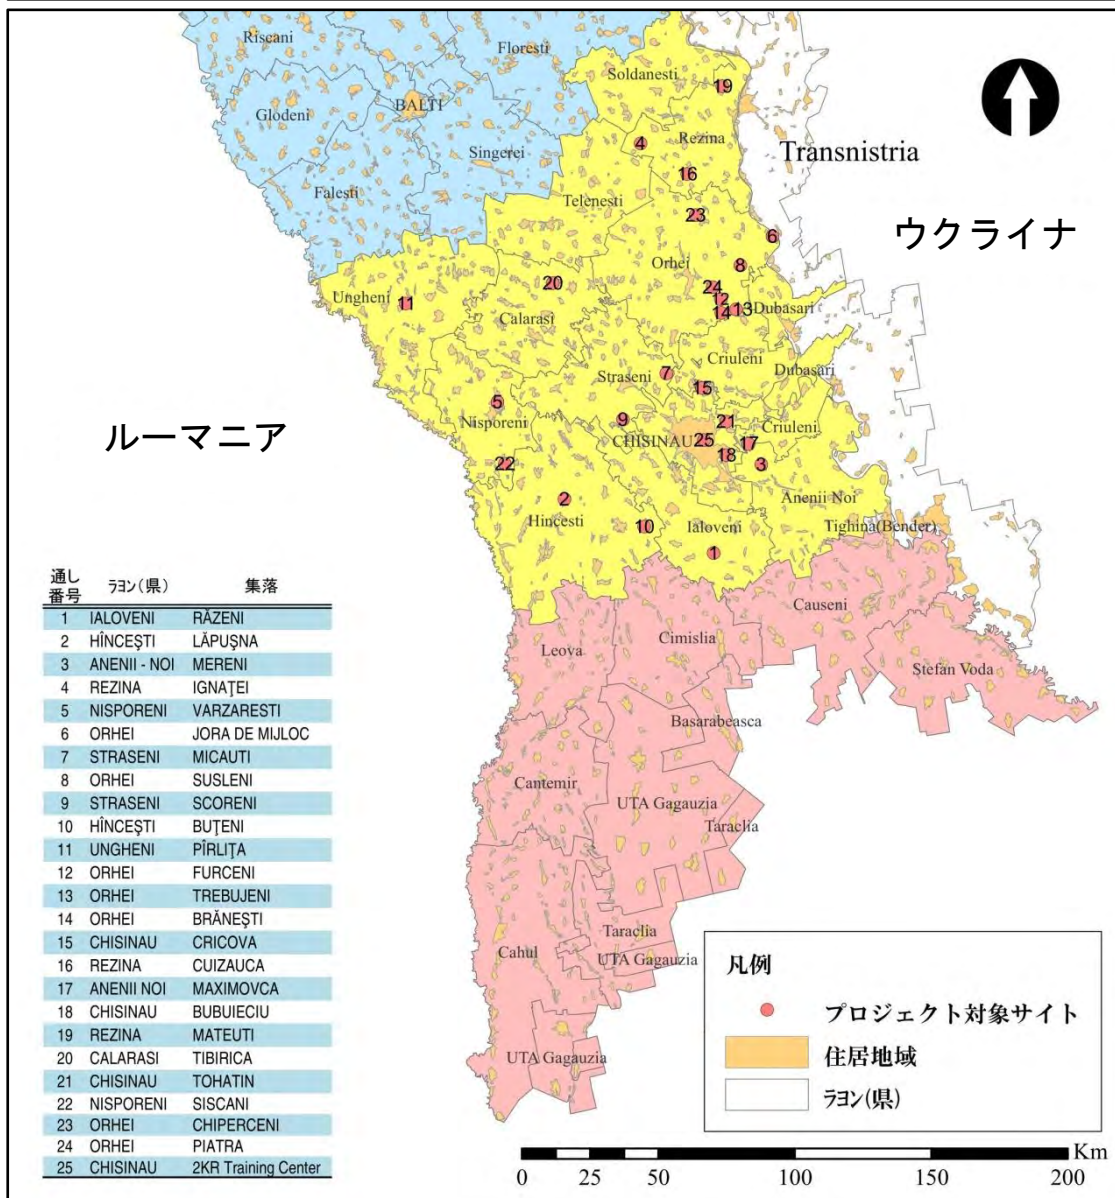 Riscani
Floresti
Soldanesti
19
Glodeni
BALTI
Singerei
4
Rezina
Transnistria
16
Falesti
Telenesti
23
ウクライナ
6
Orhei
8
Ungheni
11
20
24
12
13
14
Dubasari
Calarasi
Criuleni
Dubasari
Straseni
7
15
5
Nisporeni
9
21
Criuleni
ルーマニア
CHISINAU
25
17
18
3
22
2
Anenii Noi
Hincesti
10
Ialoveni
Tighina(Bender)
1
Causeni
Leova
Cimislia
Stefan Voda
Basarabeasca
Cantemir
UTA Gagauzia
Taraclia
Cahul
Taraclia
UTA Gagauzia
UTA Gagauzia
通し番号 ラヨン(県) 集落
1 IALOVENI RĂZENI
2 HÎNCEŞTI LĂPUŞNA
3 ANENII - NOI MERENI
4 REZINA IGNAŢEI
5 NISPORENI VARZARESTI
6 ORHEI JORA DE MIJLOC
7 STRASENI MICAUTI
8 ORHEI SUSLENI
9 STRASENI SCORENI
10 HÎNCEŞTI BUŢENI
11 UNGHENI PÎRLIŢA
12 ORHEI FURCENI
13 ORHEI TREBUJENI
14 ORHEI BRĂNEŞTI
15 CHISINAU CRICOVA
16 REZINA CUIZAUCA
17 ANENII NOI MAXIMOVCA
18 CHISINAU BUBUIECIU
19 REZINA MATEUTI
20 CALARASI TIBIRICA
21 CHISINAU TOHATIN
22 NISPORENI SISCANI
23 ORHEI CHIPERCENI
24 ORHEI PIATRA
25 CHISINAU 2KR Training Center
凡例
プロジェクト対象サイト
住居地域
ラヨン(県)
Km
0 25 50 100 150 200